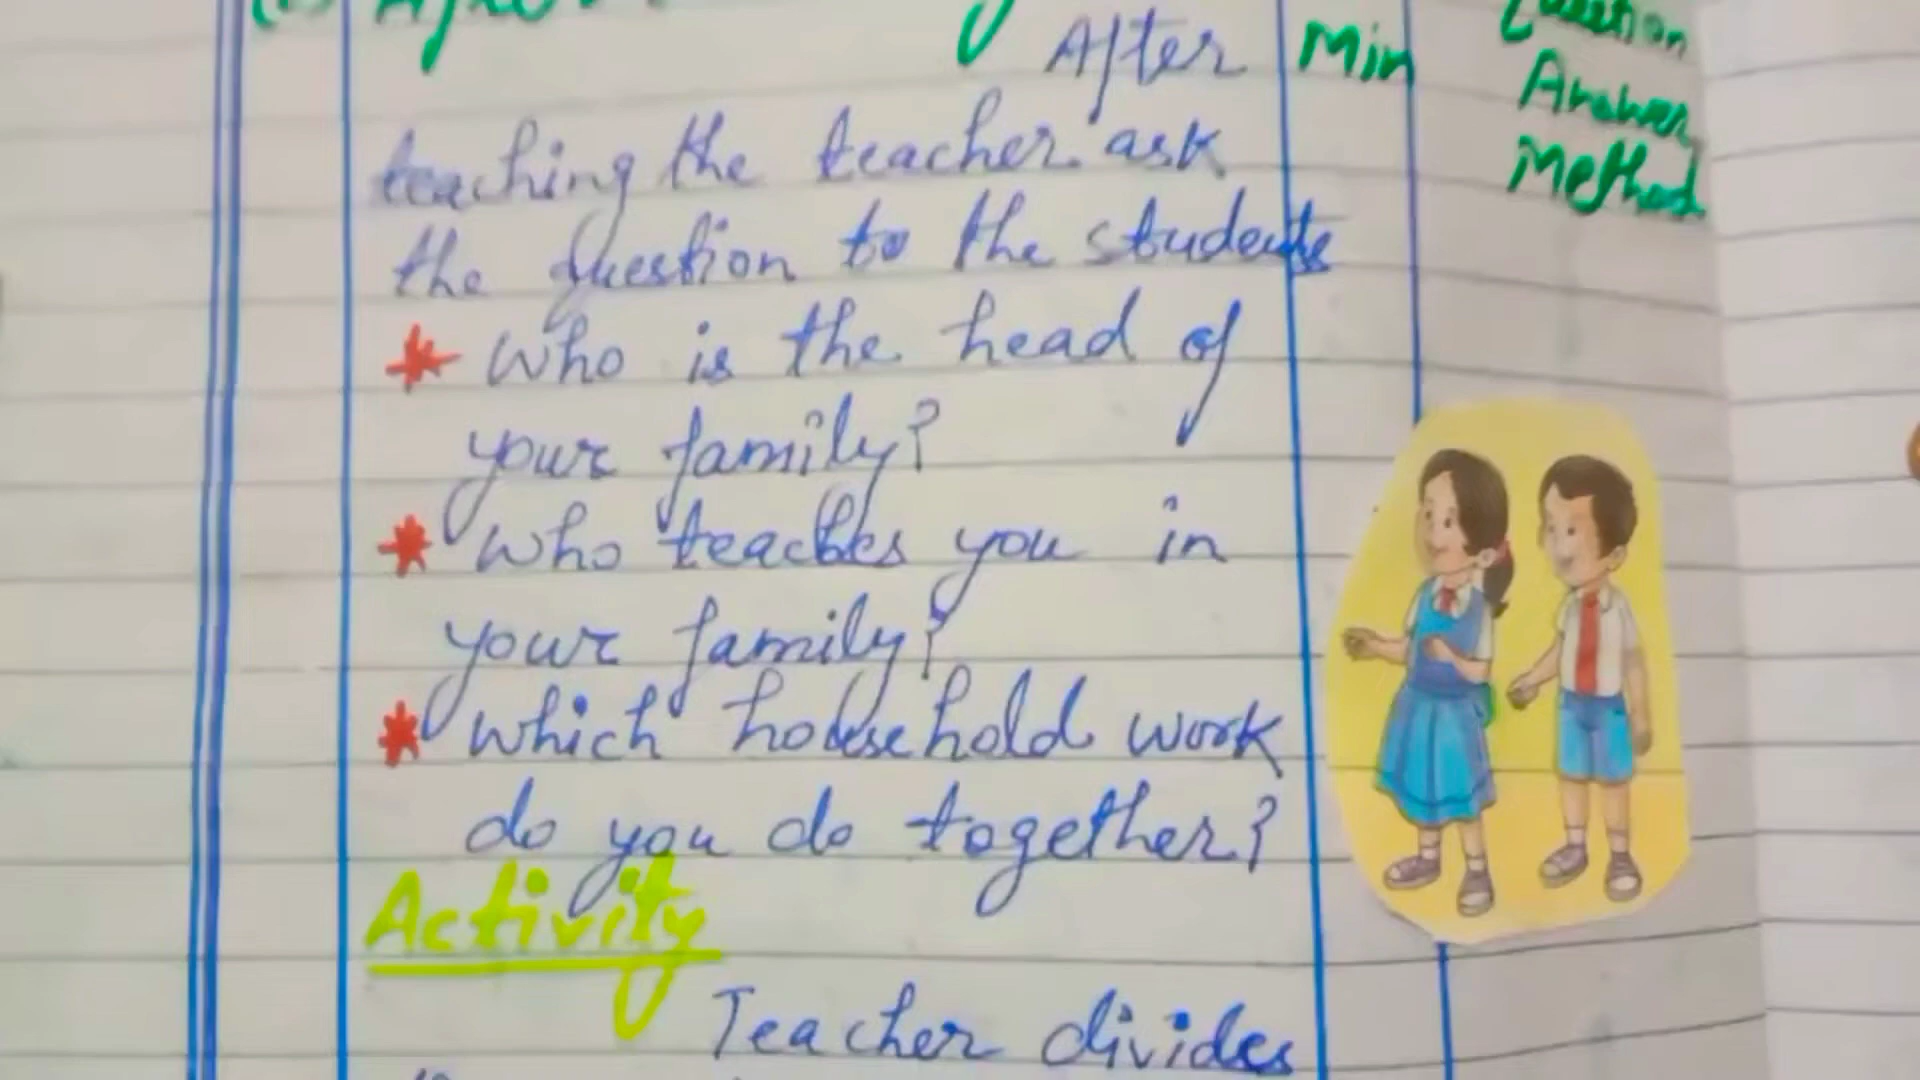 After
teaching the teacher ask
the question to the students
* Who is the head of
your family?
* Who teaches you in
your family?
* which household work
do you do together?
Activity
Teacher divides
Min
Question
Answer
Method